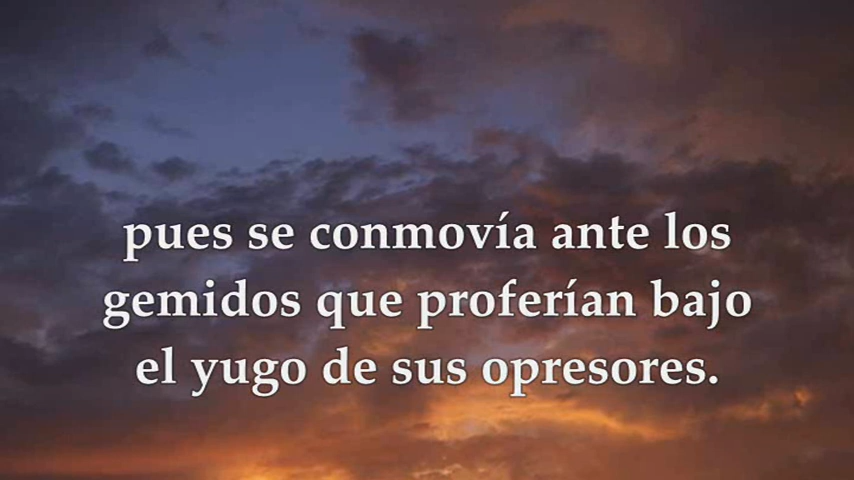 pues se conmovía ante los
gemidos que proferían bajo
el yugo de sus opresores.